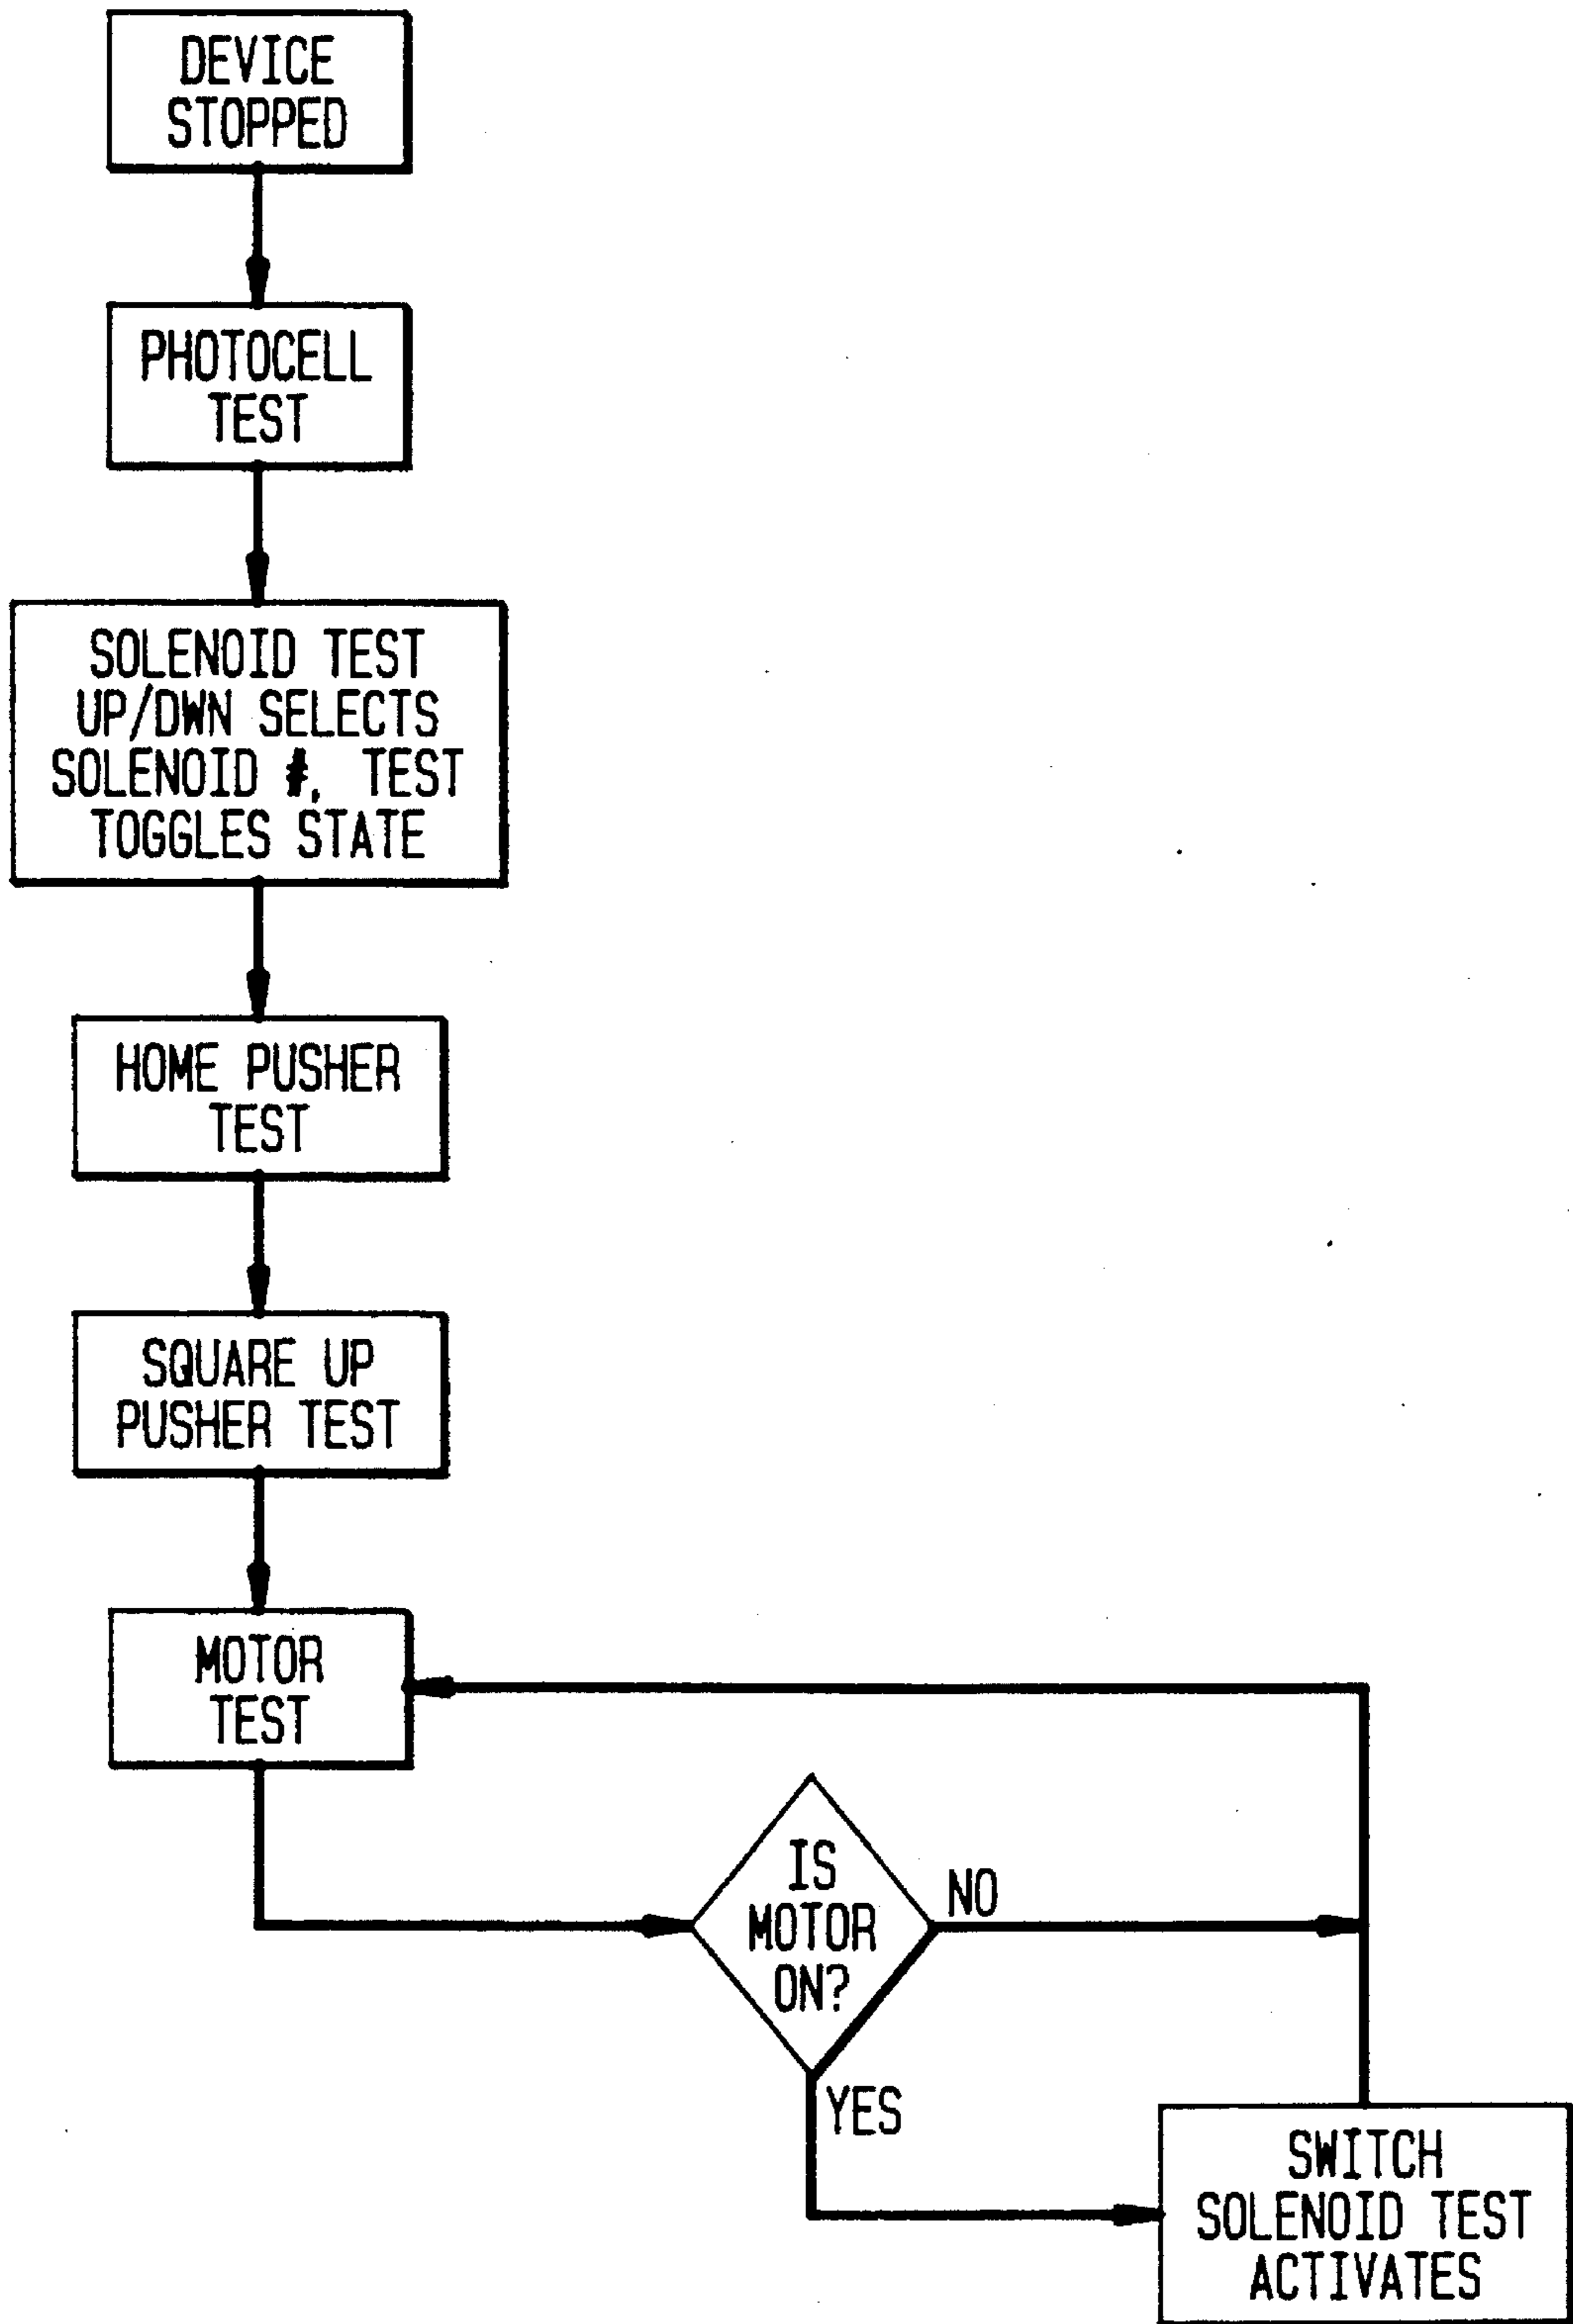 DEVICE
STOPPED
PHOTOCELL
TEST
SOLENOID TEST
UP/DWN SELECTS
SOLENOID #, TEST
TOGGLES STATE
HOME PUSHER
TEST
SQUARE UP
PUSHER TEST
MOTOR
TEST
IS
MOTOR
ON?
NO
YES
SWITCH
SOLENOID TEST
ACTIVATES